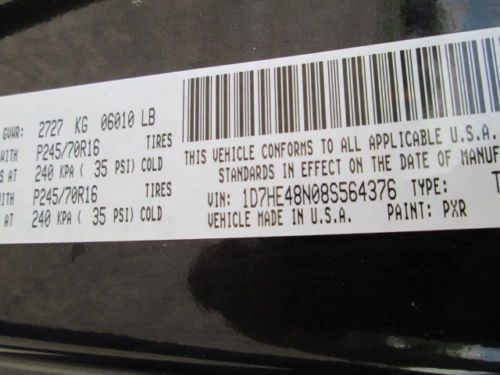 GVWR: 2727 KG 06010 LB
WITH P245/70R16 TIRES
S AT 240 KPA ( 35 PSI) COLD
WITH P245/70R16 TIRES
S AT 240 KPA ( 35 PSI) COLD
THIS VEHICLE CONFORMS TO ALL APPLICABLE U.S.A.
STANDARDS IN EFFECT ON THE DATE OF MANUF
VIN: 1D7HE48N08S564376 TYPE: T
VEHICLE MADE IN U.S.A. PAINT: PXR